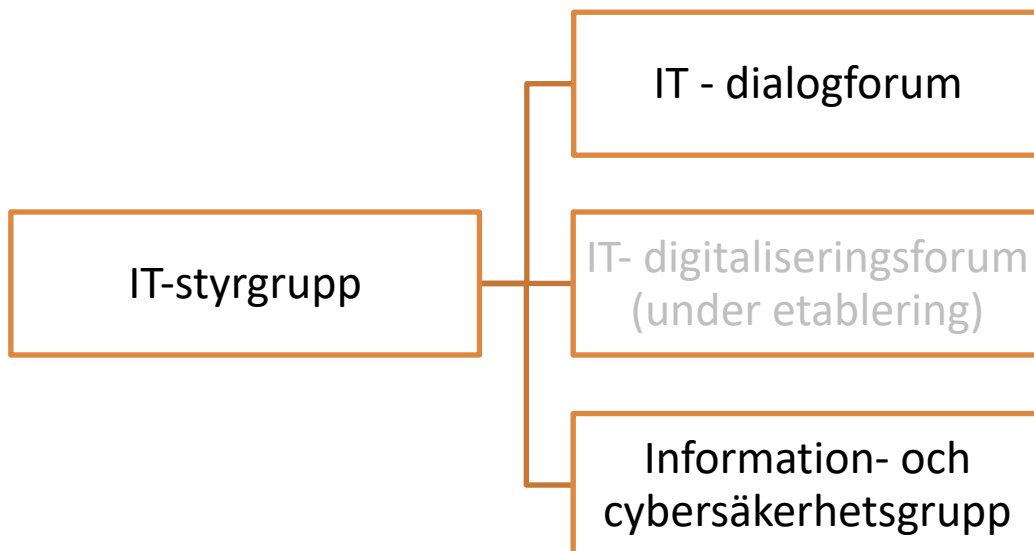 IT - dialogforum
IT-styrgrupp
IT- digitaliseringsforum
(under etablering)
Information- och
cybersäkerhetsgrupp